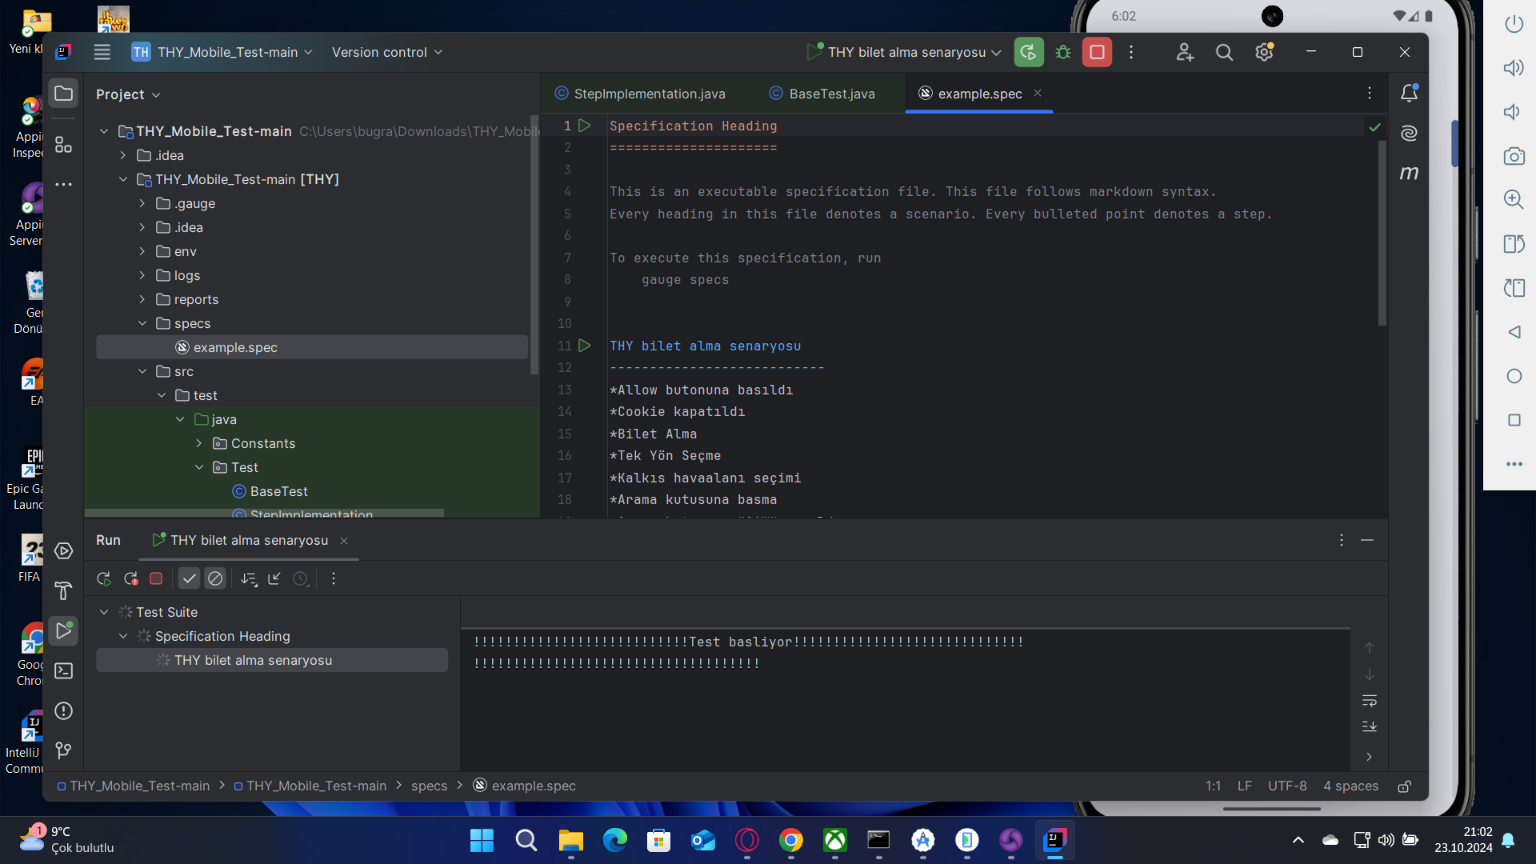 6:02
Yeni kl
Appi
Inspec
Appi
Server
Ge
Dönü
EA
EPI
Epic Ga
Laun
FIFA
Goog
Chro
IntelliJ
Comm
TH THY_Mobile_Test-main
Version control
THY bilet alma senaryosu
Project
StepImplementation.java
BaseTest.java
example.spec
THY_Mobile_Test-main C:\Users\bugra\Downloads\THY_Mobil
.idea
THY_Mobile_Test-main [THY]
.gauge
.idea
env
logs
reports
specs
example.spec
src
test
java
Constants
Test
BaseTest
StepImplementation
1 Specification Heading
2 =====================
3
4 This is an executable specification file. This file follows markdown syntax.
5 Every heading in this file denotes a scenario. Every bulleted point denotes a step.
6
7 To execute this specification, run
8 gauge specs
9
10
11 THY bilet alma senaryosu
12 ---------------------------
13 *Allow butonuna basıldı
14 *Cookie kapatıldı
15 *Bilet Alma
16 *Tek Yön Seçme
17 *Kalkıs havaalanı seçimi
18 *Arama kutusuna basma
m
Run
THY bilet alma senaryosu
Test Suite
Specification Heading
THY bilet alma senaryosu
!!!!!!!!!!!!!!!!!!!!!!!!!!!Test basliyor!!!!!!!!!!!!!!!!!!!!!!!!!!!!!
!!!!!!!!!!!!!!!!!!!!!!!!!!!!!!!!!!!!
THY_Mobile_Test-main > THY_Mobile_Test-main > specs > example.spec
1:1 LF UTF-8 4 spaces
1
9°C
Çok bulutlu
21:02
23.10.2024